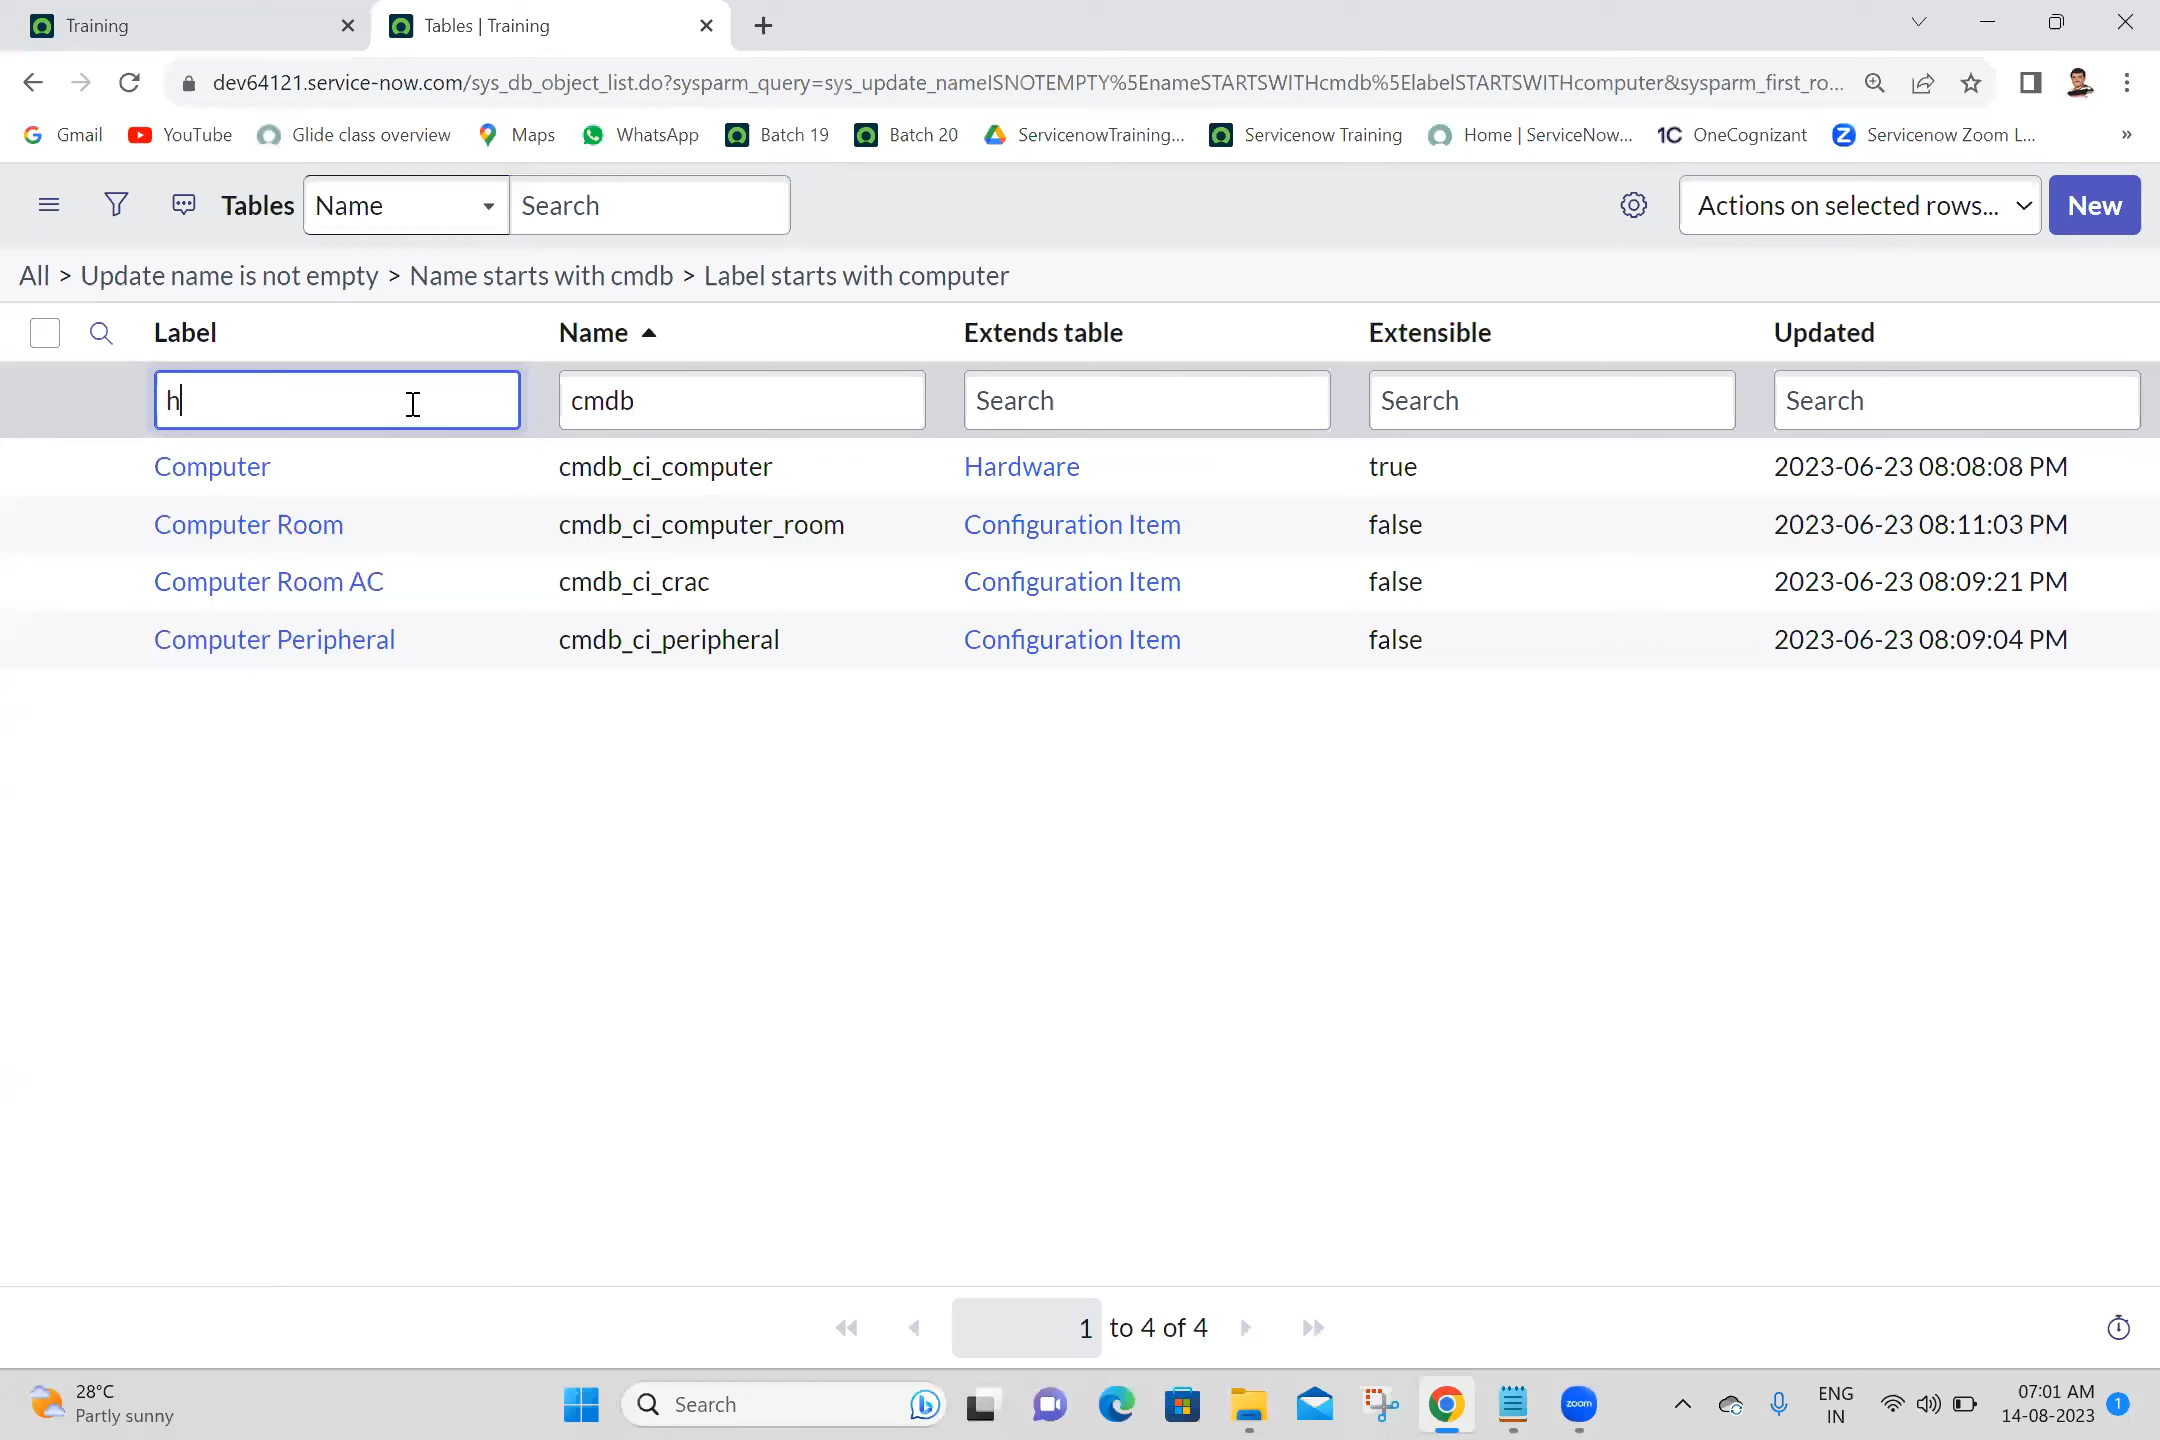 Training
Tables | Training
dev64121.service-now.com/sys_db_object_list.do?sysparm_query=sys_update_nameISNOTEMPTY%5EnameSTARTSWITHcmdb%5ElabelSTARTSWITHcomputer&sysparm_first_ro...
Gmail YouTube Glide class overview Maps WhatsApp Batch 19 Batch 20 ServicenowTraining... Servicenow Training Home | ServiceNow... 1C OneCognizant Servicenow Zoom L... »
Tables Name Search Actions on selected rows... New
All > Update name is not empty > Name starts with cmdb > Label starts with computer
Label Name Extends table Extensible Updated
h cmdb Search Search Search
Computer cmdb_ci_computer Hardware true 2023-06-23 08:08:08 PM
Computer Room cmdb_ci_computer_room Configuration Item false 2023-06-23 08:11:03 PM
Computer Room AC cmdb_ci_crac Configuration Item false 2023-06-23 08:09:21 PM
Computer Peripheral cmdb_ci_peripheral Configuration Item false 2023-06-23 08:09:04 PM
1 to 4 of 4
28°C
Partly sunny
Search
zoom
ENG
IN
07:01 AM
14-08-2023
1